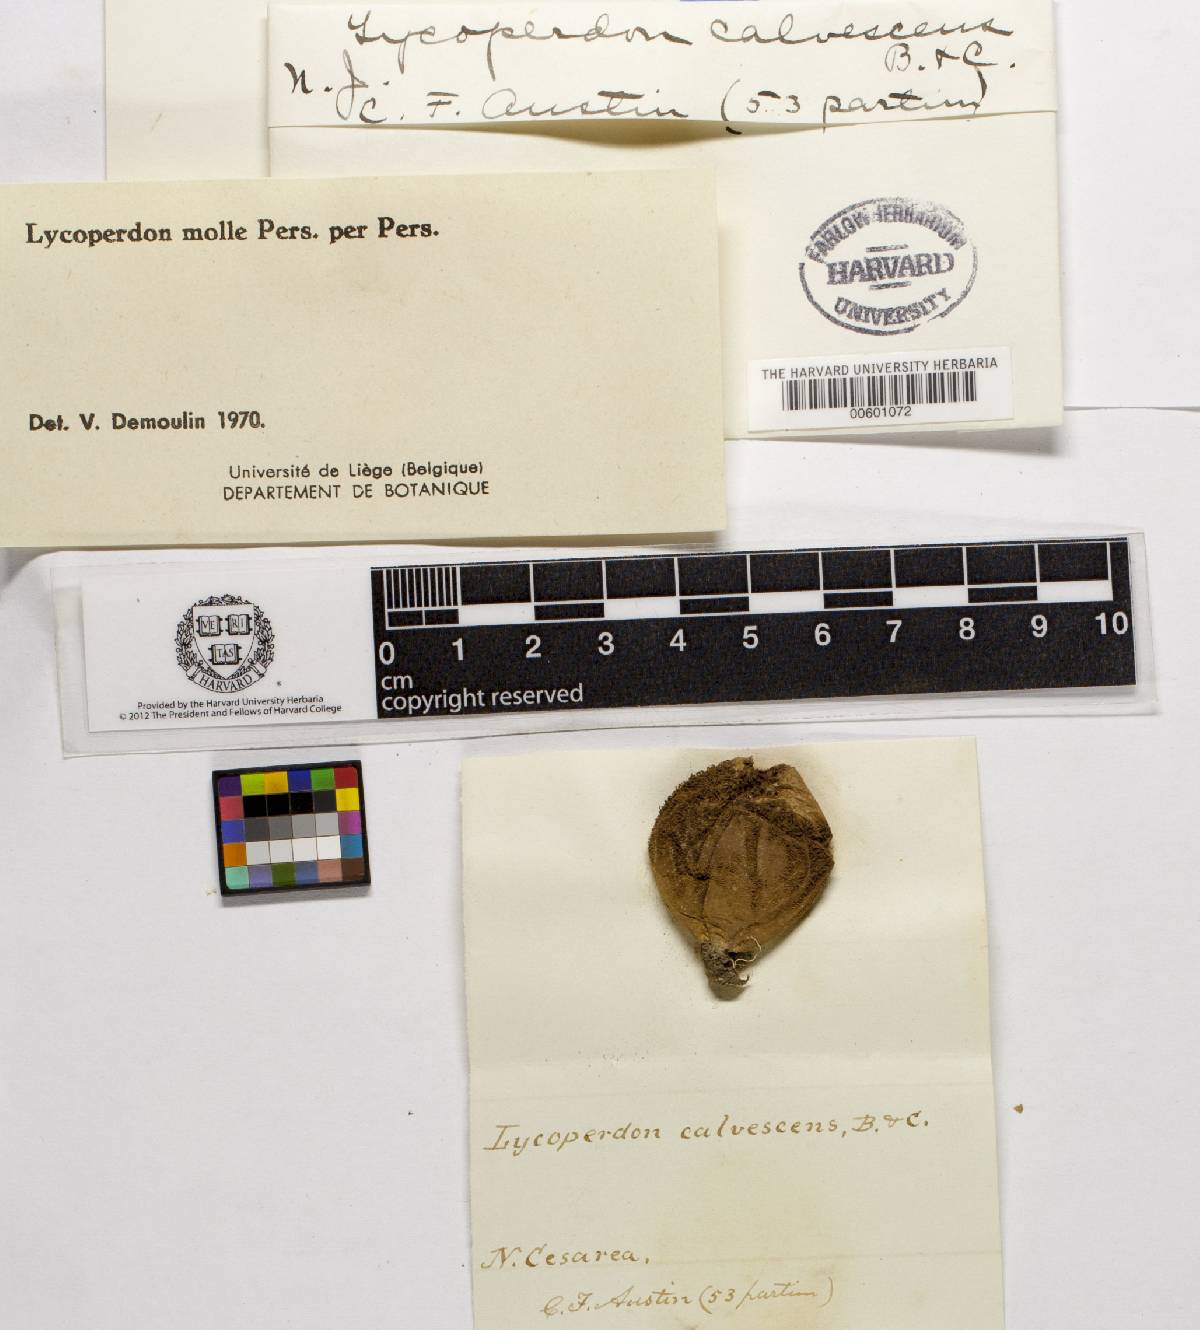 Lycoperdon calvescens
B. & C.
N. J.
C. F. Austin (53 partim)
Lycoperdon molle Pers. per Pers.
Det. V. Demoulin 1970.
Université de Liège (Belgique)
DEPARTEMENT DE BOTANIQUE
FARLOW HERBARIUM
HARVARD
UNIVERSITY
THE HARVARD UNIVERSITY HERBARIA
00601072
VE RI
TAS
HARVARD
Provided by the Harvard University Herbaria
© 2012 The President and Fellows of Harvard College
0 1 2 3 4 5 6 7 8 9 10
cm
copyright reserved
Lycoperdon calvescens, B. & C.
N. Cesarea.
C. F. Austin (53 partim)